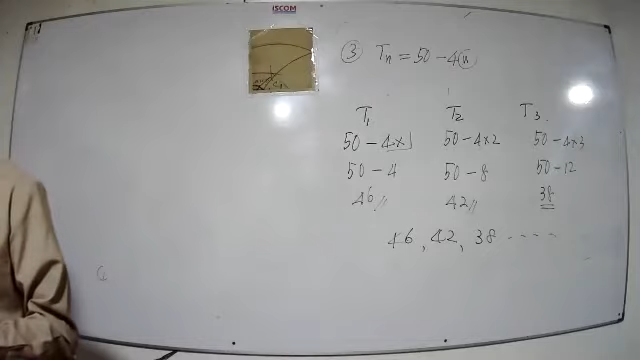 ISCOM
③ Tn = 50 - 4n
T1 T2 T3
50 - 4×1 50 - 4×2 50 - 4×3
50 - 4 50 - 8 50 - 12
46 42 38
46, 42, 38 ----